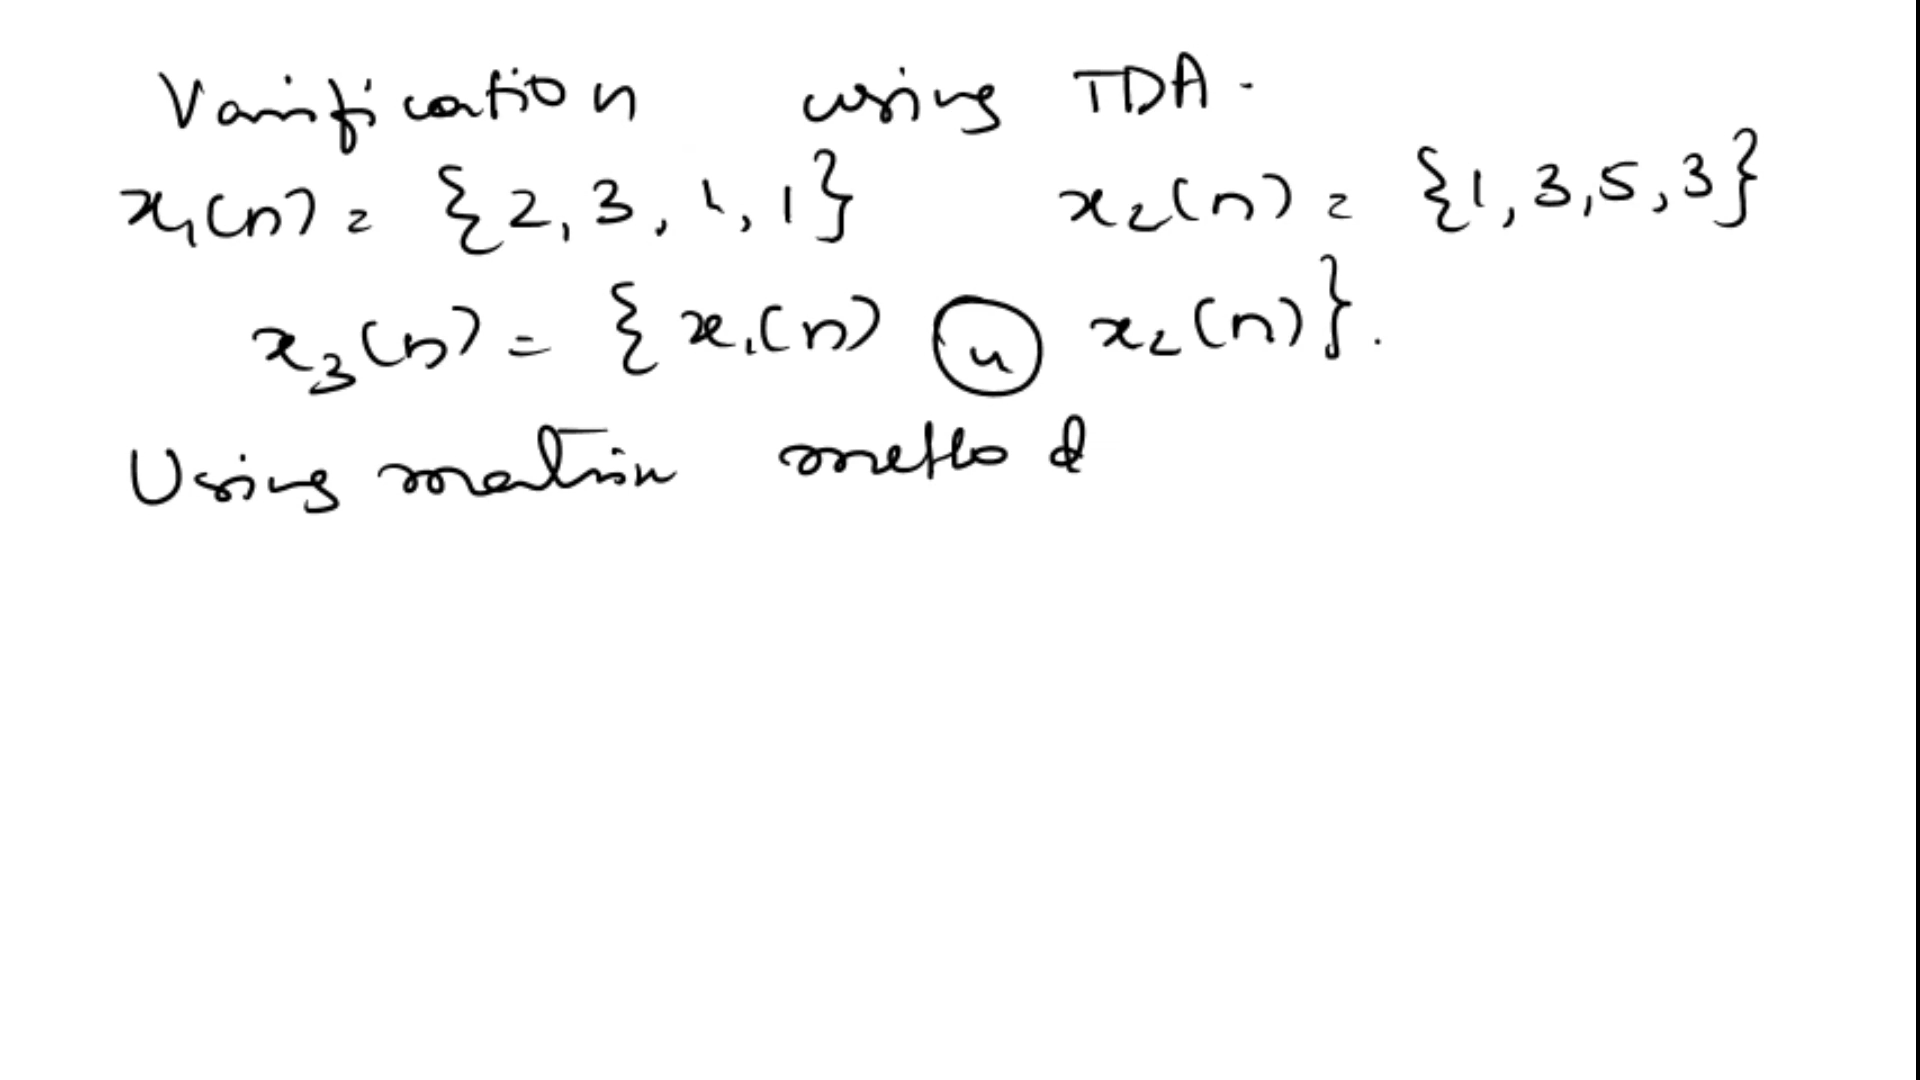 Varification using TDA.
x₁(n) = {2, 3, 1, 1} x₂(n) = {1, 3, 5, 3}
x₃(n) = {x₁(n) ④ x₂(n)}.
Using matrix method